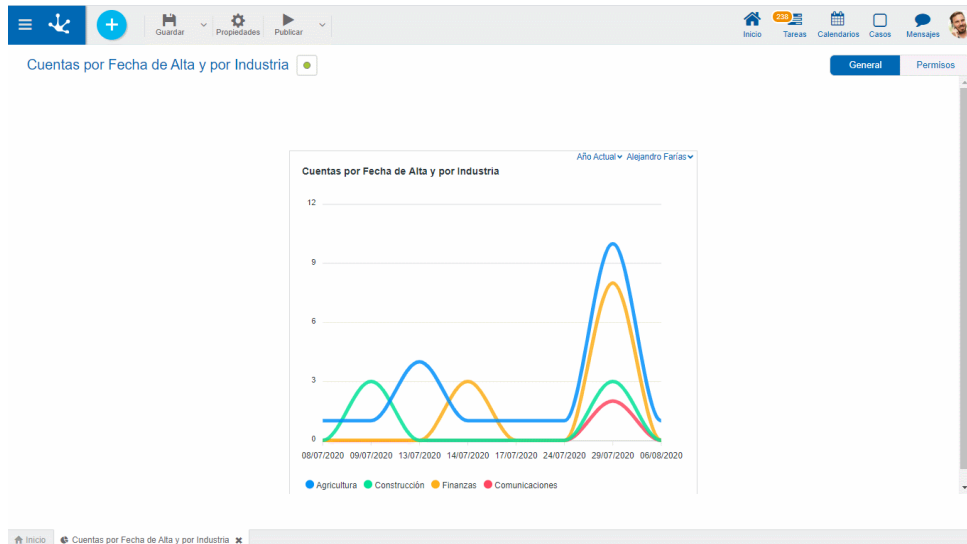 Guardar Propiedades Publicar Inicio 238 Tareas Calendarios Casos Mensajes
Cuentas por Fecha de Alta y por Industria General Permisos
Año Actual Alejandro Farías
Cuentas por Fecha de Alta y por Industria
12
9
6
3
0
08/07/2020 09/07/2020 13/07/2020 14/07/2020 17/07/2020 24/07/2020 29/07/2020 06/08/2020
Agricultura Construcción Finanzas Comunicaciones
Inicio Cuentas por Fecha de Alta y por Industria